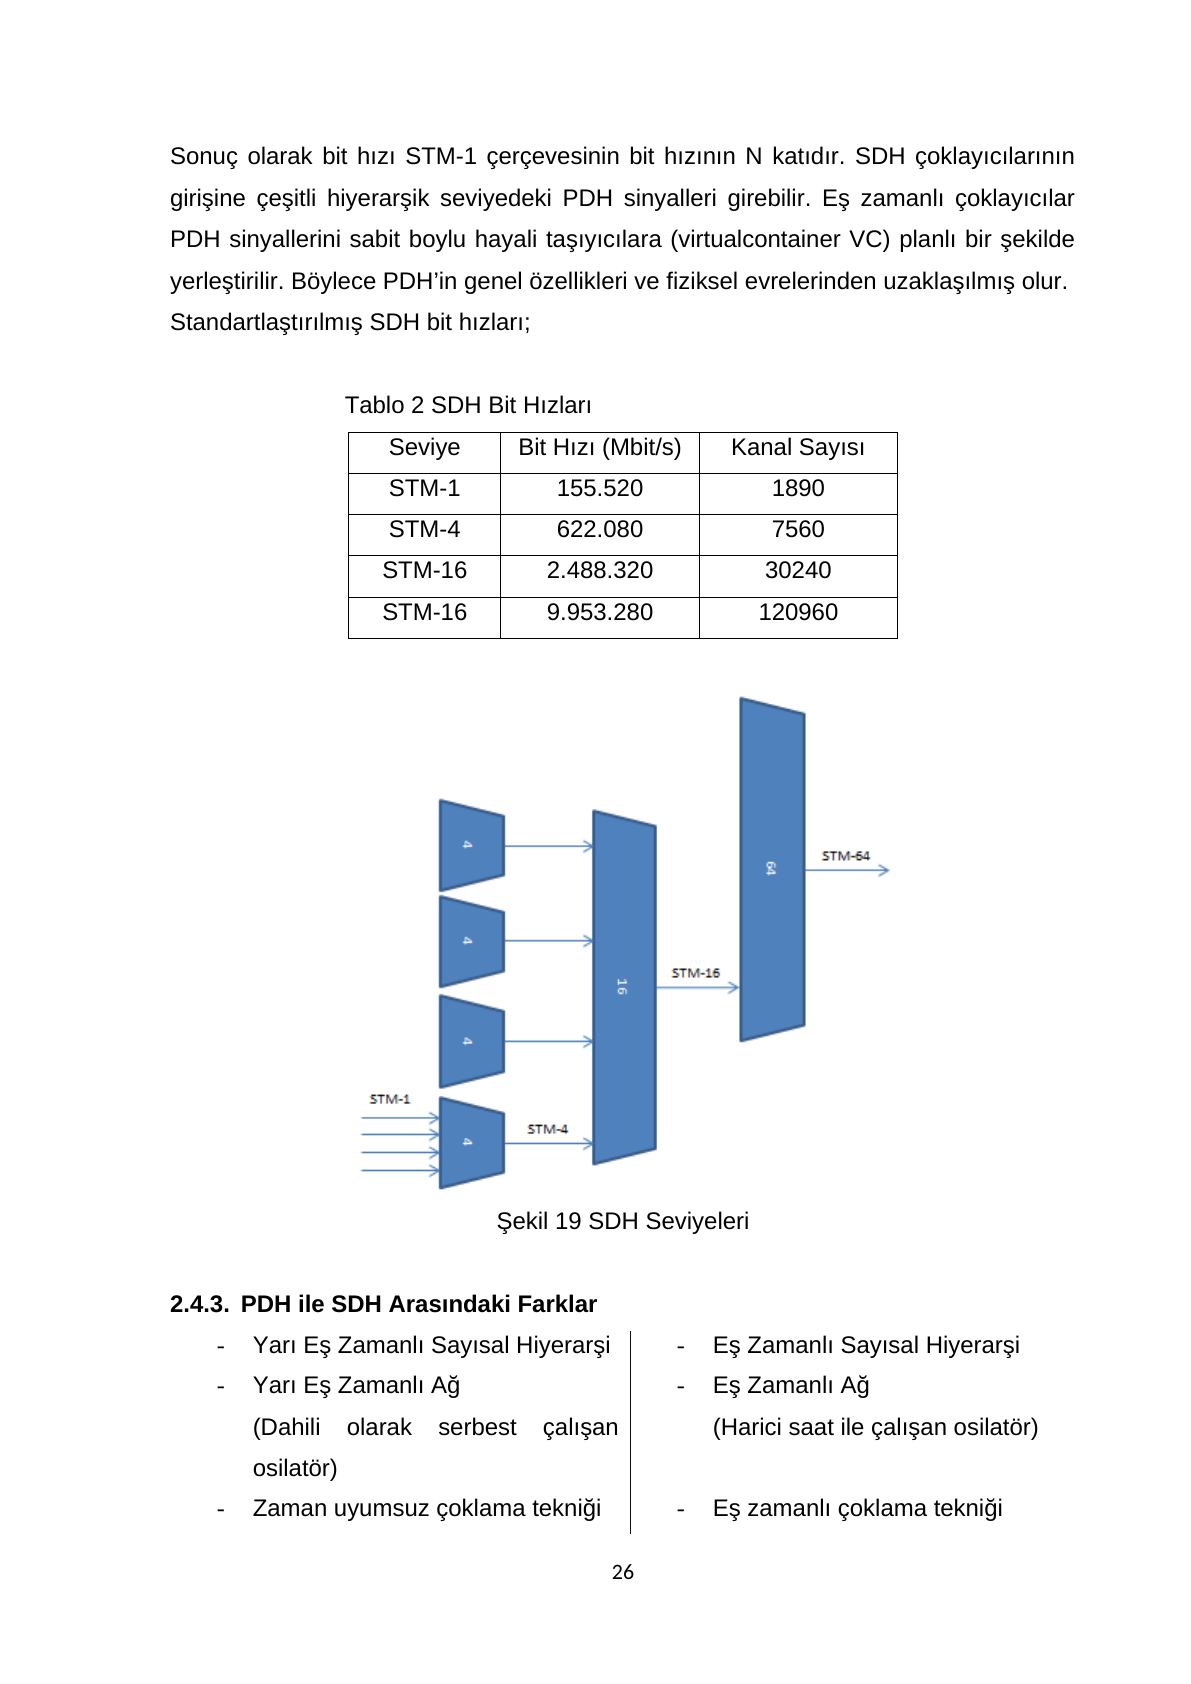 Sonuç olarak bit hızı STM-1 çerçevesinin bit hızının N katıdır. SDH çoklayıcılarının
girişine çeşitli hiyerarşik seviyedeki PDH sinyalleri girebilir. Eş zamanlı çoklayıcılar
PDH sinyallerini sabit boylu hayali taşıyıcılara (virtualcontainer VC) planlı bir şekilde
yerleştirilir. Böylece PDH’in genel özellikleri ve fiziksel evrelerinden uzaklaşılmış olur.
Standartlaştırılmış SDH bit hızları;
Tablo 2 SDH Bit Hızları
Seviye Bit Hızı (Mbit/s) Kanal Sayısı
STM-1 155.520 1890
STM-4 622.080 7560
STM-16 2.488.320 30240
STM-16 9.953.280 120960
4
4
4
4
16
64
STM-1
STM-4
STM-16
STM-64
Şekil 19 SDH Seviyeleri
2.4.3. PDH ile SDH Arasındaki Farklar
- Yarı Eş Zamanlı Sayısal Hiyerarşi
- Yarı Eş Zamanlı Ağ
(Dahili olarak serbest çalışan
osilatör)
- Zaman uyumsuz çoklama tekniği
- Eş Zamanlı Sayısal Hiyerarşi
- Eş Zamanlı Ağ
(Harici saat ile çalışan osilatör)
- Eş zamanlı çoklama tekniği
26